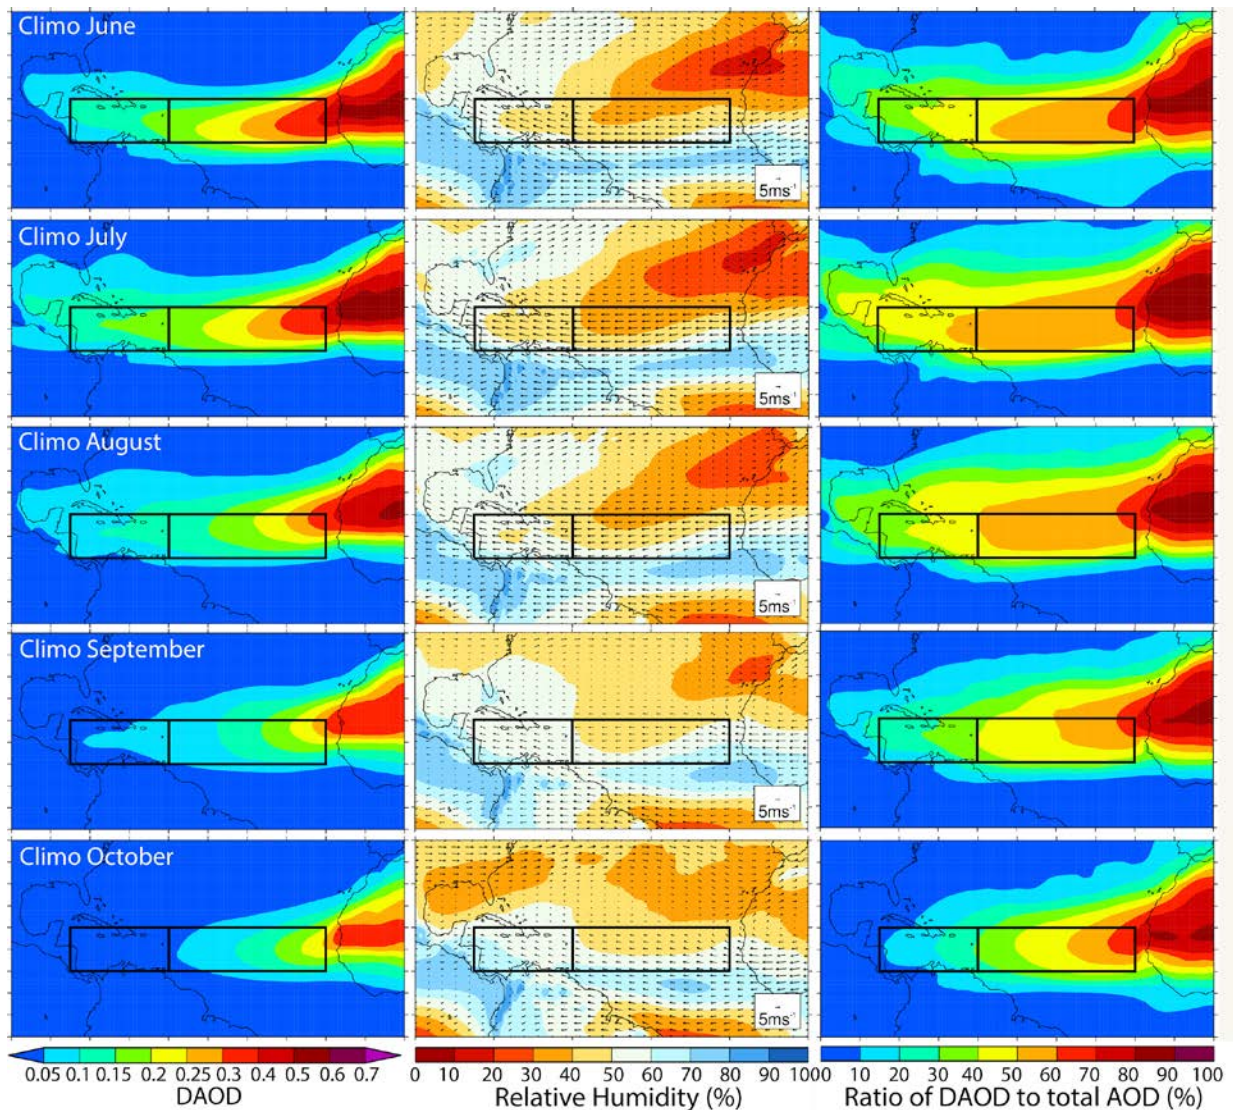 Climo June
5ms⁻¹
Climo July
5ms⁻¹
Climo August
5ms⁻¹
Climo September
5ms⁻¹
Climo October
5ms⁻¹
0.05 0.1 0.15 0.2 0.25 0.3 0.4 0.5 0.6 0.7
DAOD
0 10 20 30 40 50 60 70 80 90 100
Relative Humidity (%)
0 10 20 30 40 50 60 70 80 90 100
Ratio of DAOD to total AOD (%)